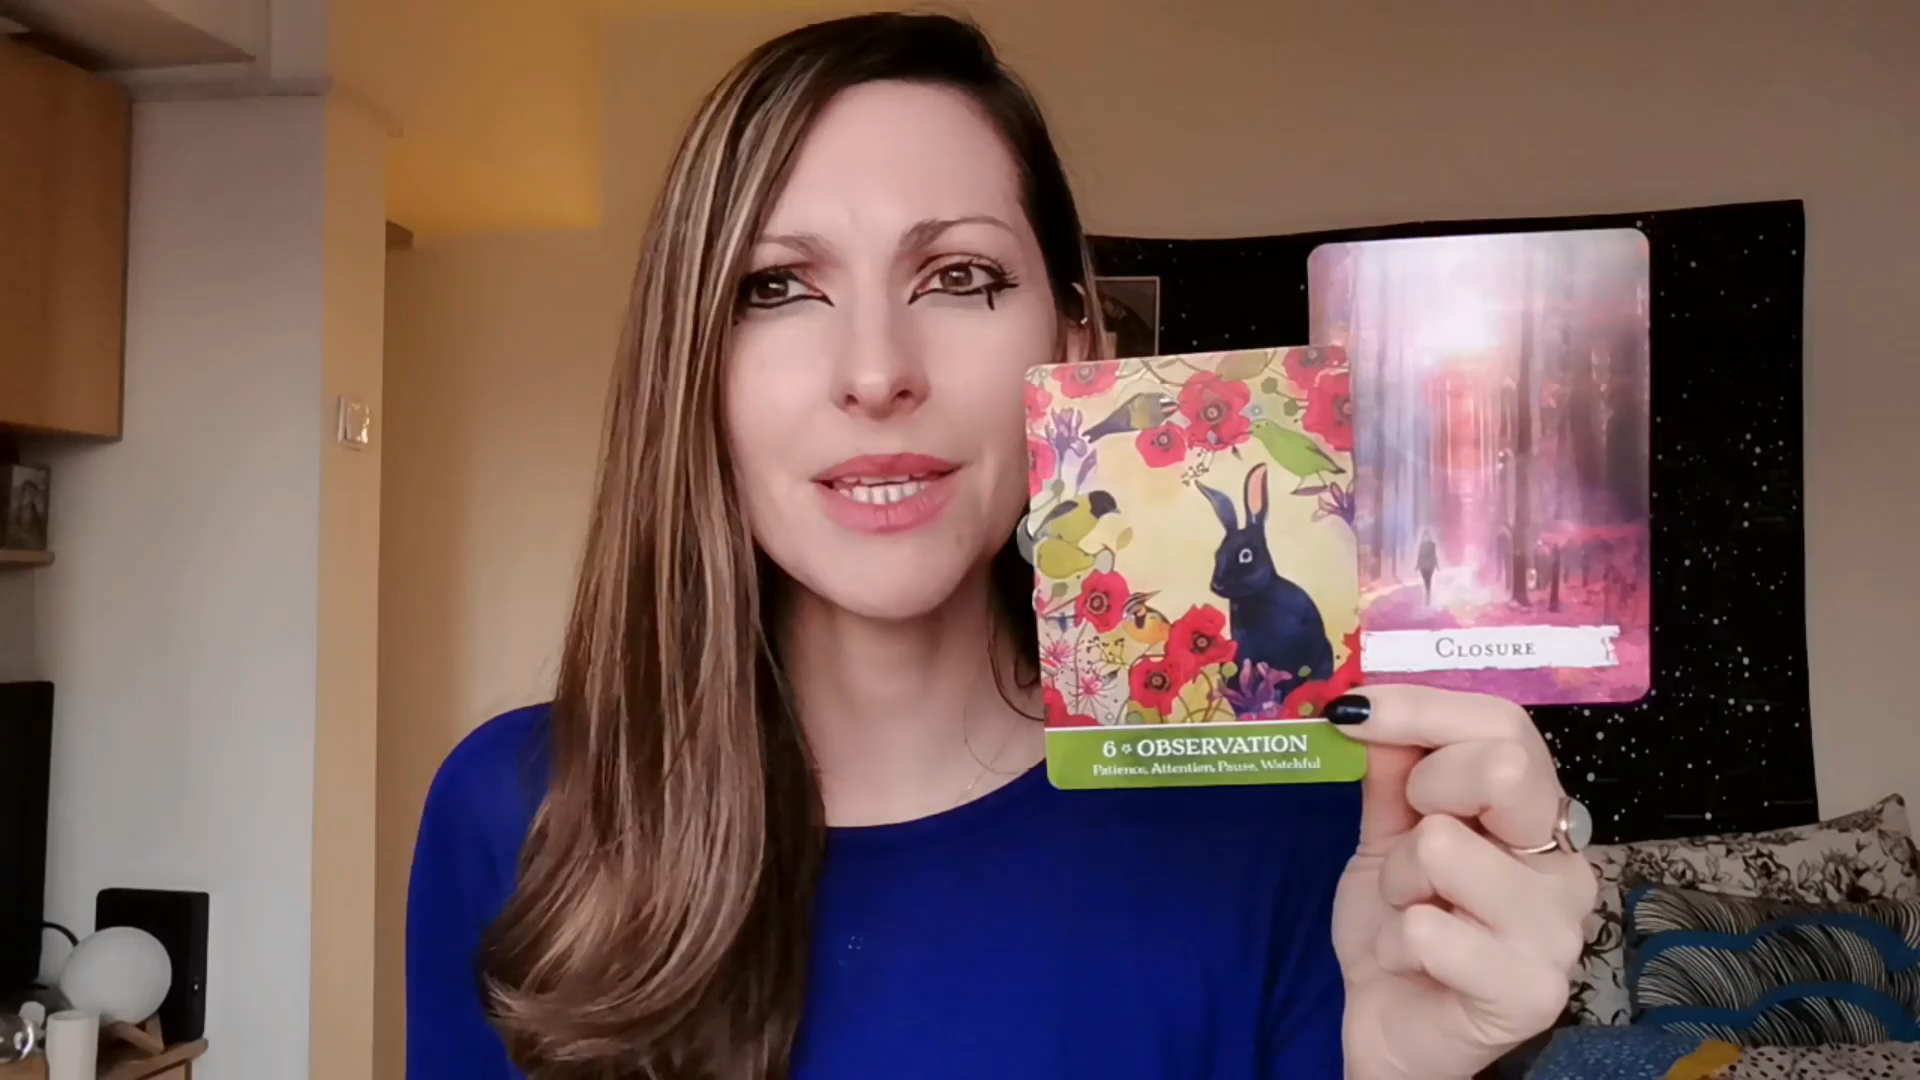 CLOSURE
6 ✿ OBSERVATION
Patience, Attention, Pause, Watchful